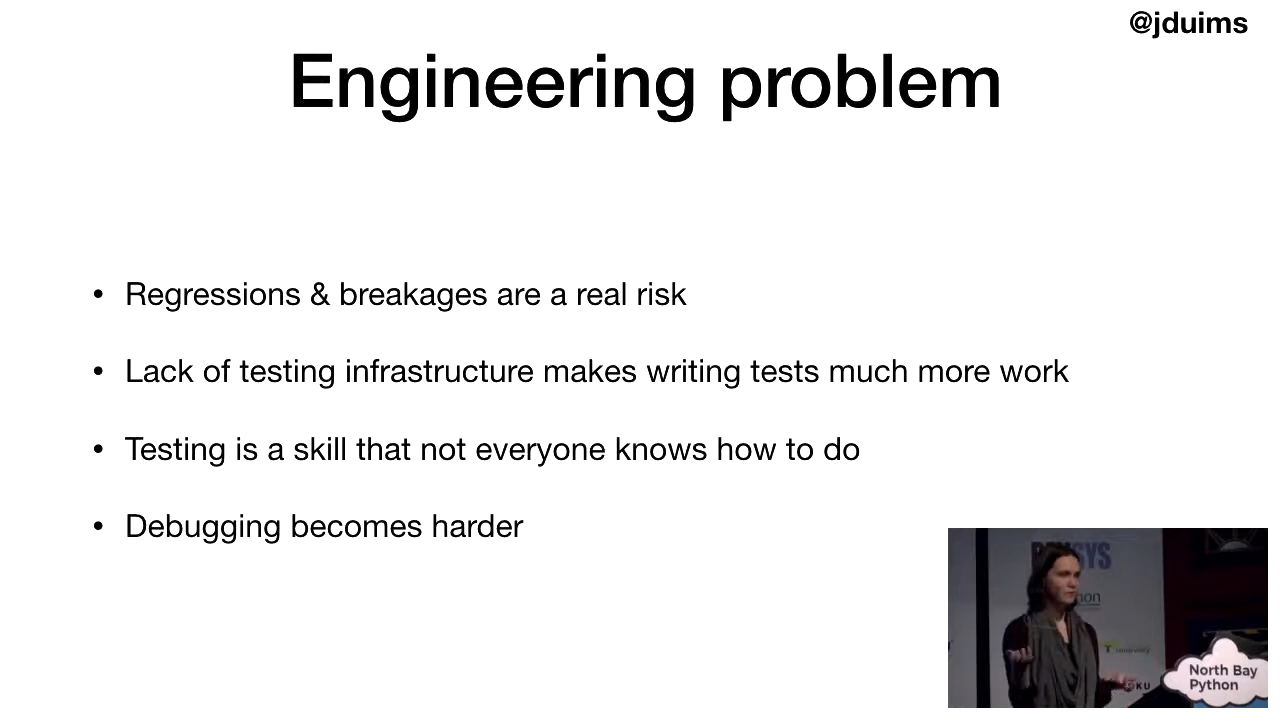 @jduims
Engineering problem
• Regressions & breakages are a real risk
• Lack of testing infrastructure makes writing tests much more work
• Testing is a skill that not everyone knows how to do
• Debugging becomes harder
North Bay
Python